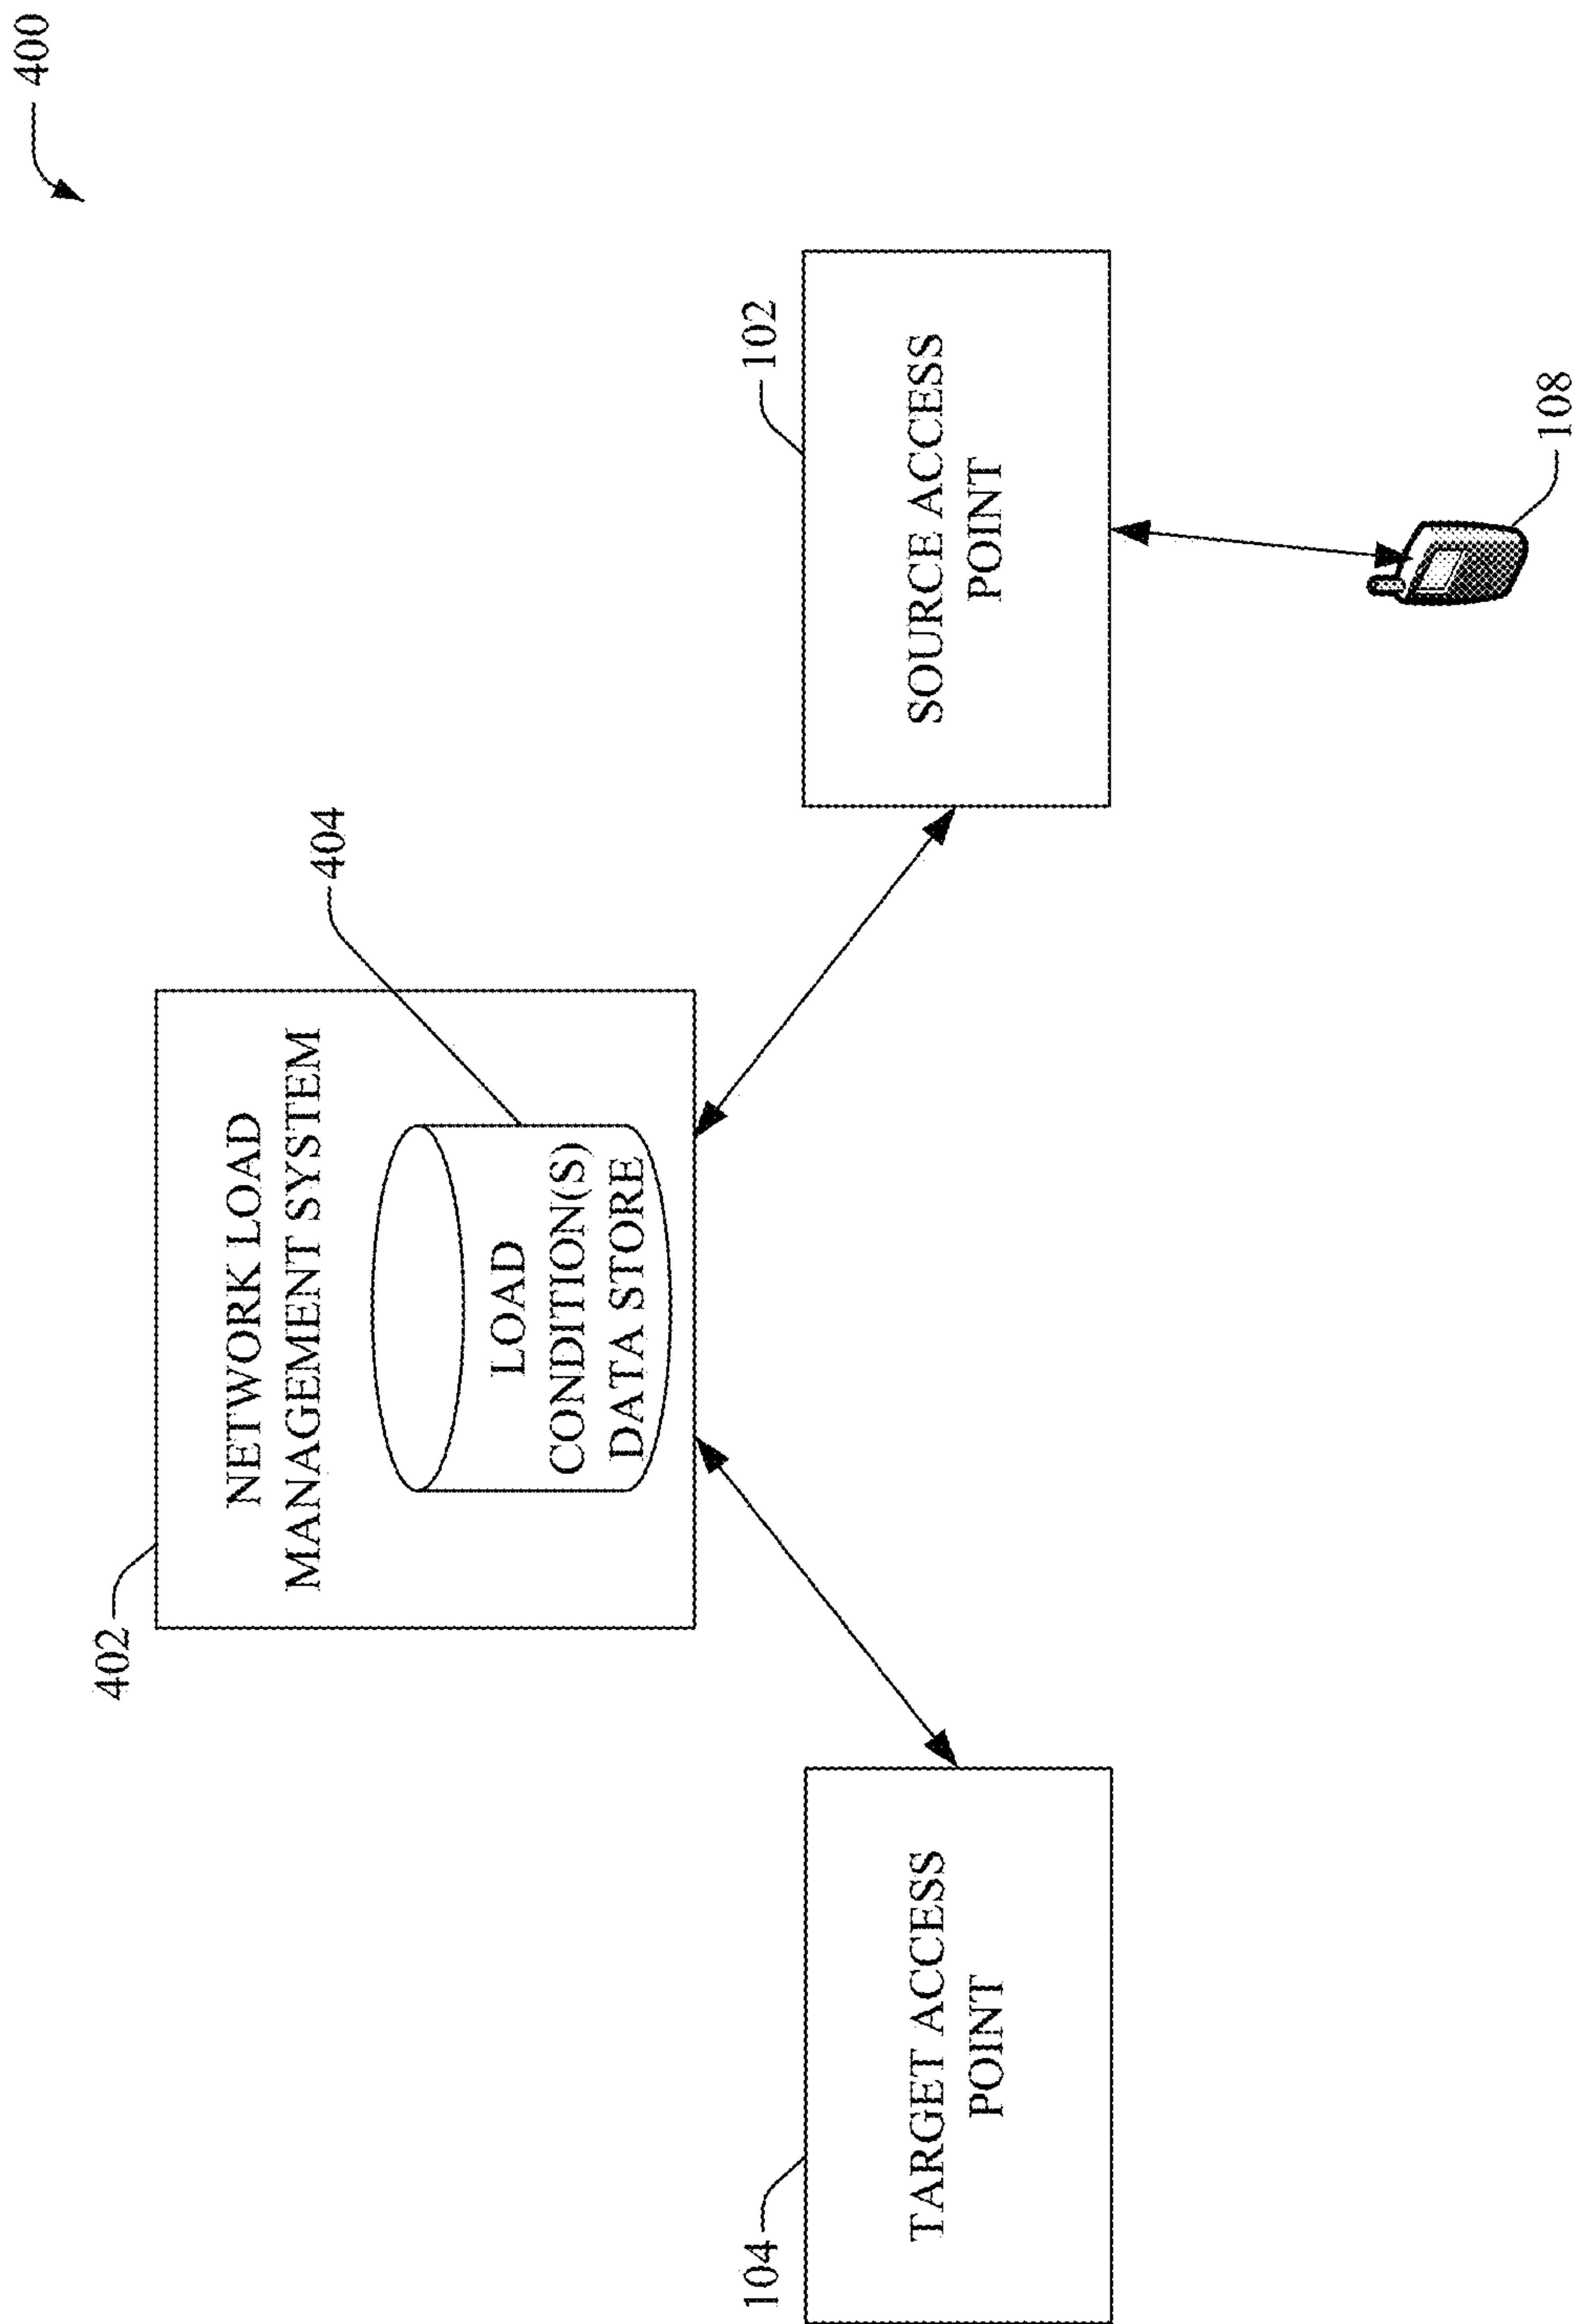 400
402
NETWORK LOAD
MANAGEMENT SYSTEM
404
LOAD
CONDITION(S)
DATA STORE
104
TARGET ACCESS
POINT
102
SOURCE ACCESS
POINT
108